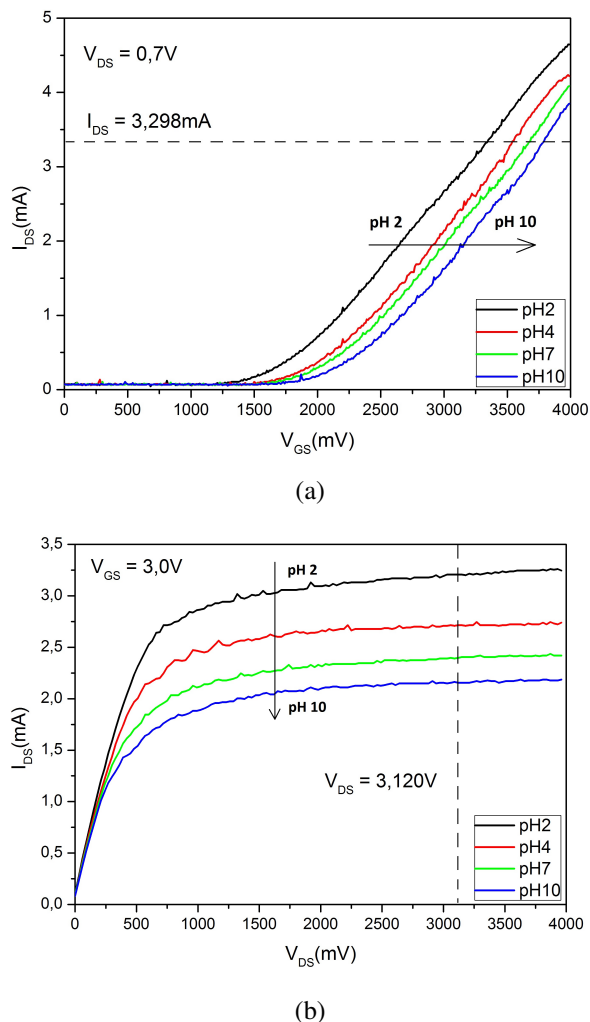 5
V_DS = 0,7V
4
I_DS = 3,298mA
3
I_DS(mA)
pH 2
pH 10
2
1
pH2
pH4
pH7
pH10
0
0 500 1000 1500 2000 2500 3000 3500 4000
V_GS(mV)
(a)
3,5
V_GS = 3,0V
pH 2
3,0
2,5
2,0
pH 10
I_DS(mA)
1,5
V_DS = 3,120V
1,0
pH2
pH4
0,5
pH7
pH10
0,0
0 500 1000 1500 2000 2500 3000 3500 4000
V_DS(mV)
(b)